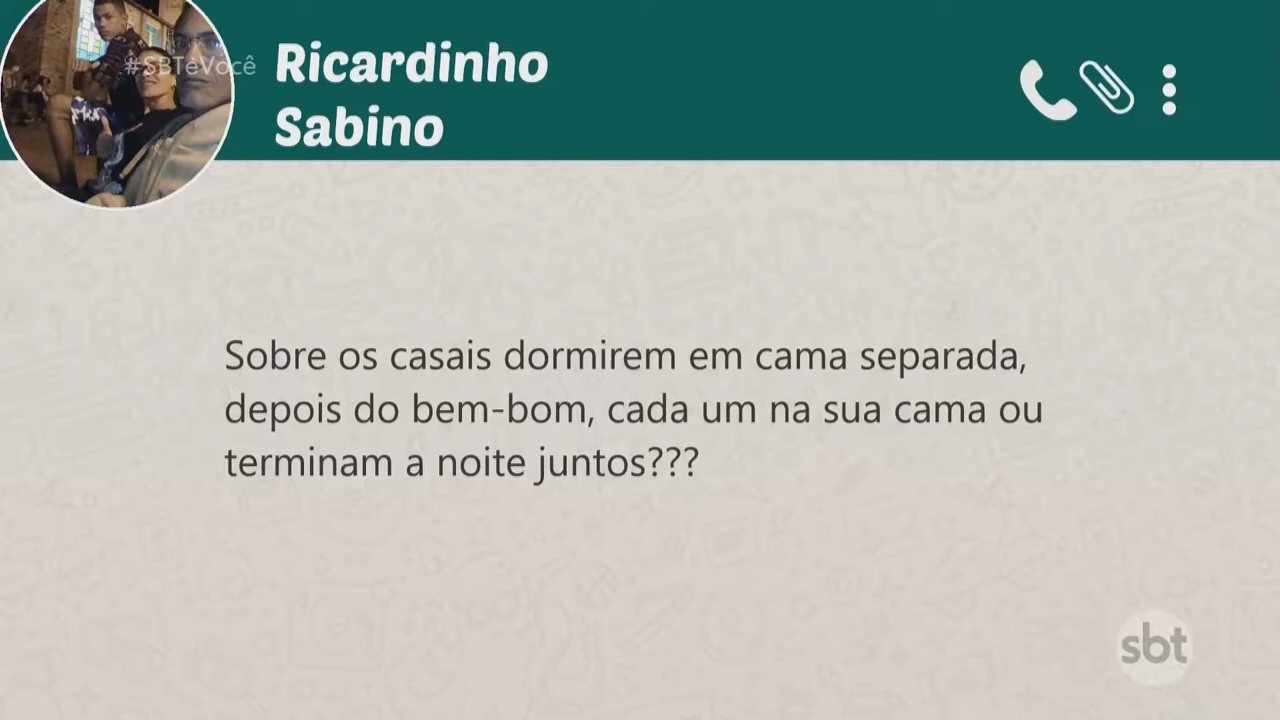 #SBTéVocê
Ricardinho
Sabino
Sobre os casais dormirem em cama separada,
depois do bem-bom, cada um na sua cama ou
terminam a noite juntos???
sbt